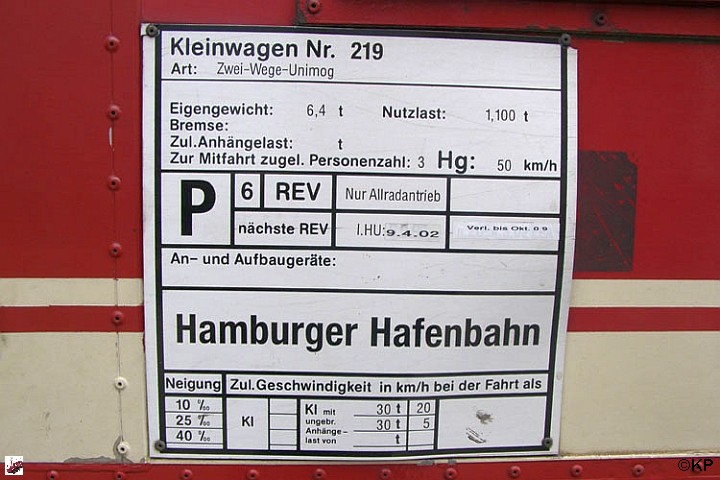 Kleinwagen Nr. 219
Art: Zwei-Wege-Unimog
Eigengewicht: 6,4 t Nutzlast: 1,100 t
Bremse:
Zul.Anhängelast: t
Zur Mitfahrt zugel. Personenzahl: 3 Hg: 50 km/h
P 6 REV Nur Allradantrieb
nächste REV I.HU: 9.4.02 Verl. bis Okt. 09
An- und Aufbaugeräte:
Hamburger Hafenbahn
Neigung Zul.Geschwindigkeit in km/h bei der Fahrt als
10 ‰ Kl mit 30 t 20
25 ‰ Kl ungebr. 30 t 5
40 ‰ Anhänge-
last von t
©KP